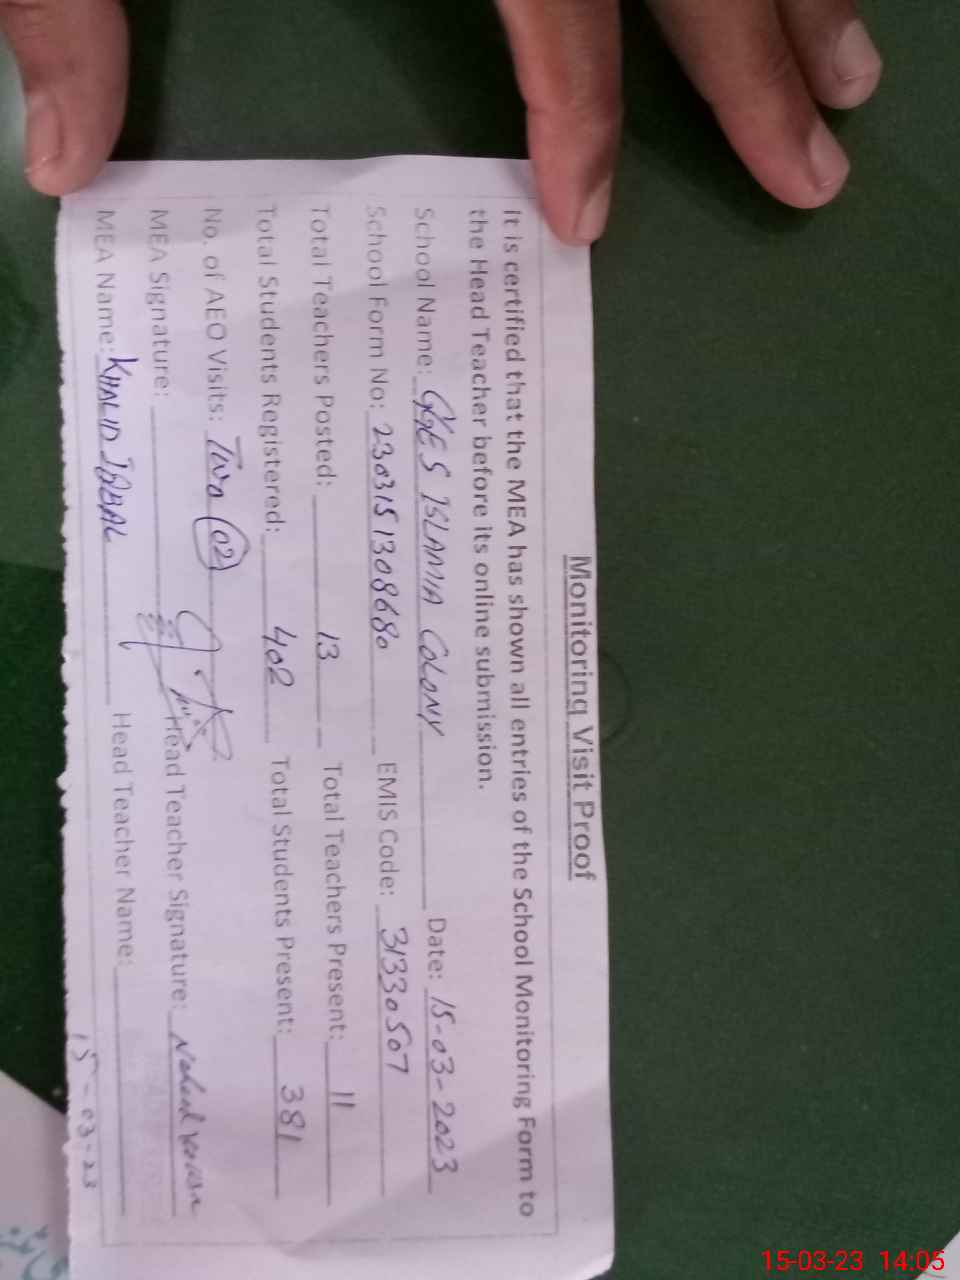 Monitoring Visit Proof
It is certified that the MEA has shown all entries of the School Monitoring Form to
the Head Teacher before its online submission.
School Name: GGES ISLAMIA COLONY Date: 15-03-2023
School Form No: 2303151308680 EMIS Code: 31330507
Total Teachers Posted: 13 Total Teachers Present: 11
Total Students Registered: 402 Total Students Present: 381
No. of AEO Visits: Two (02)
MEA Signature: Head Teacher Signature:
MEA Name: KHALID IQBAL Head Teacher Name:
15-03-23
15-03-23 14:05